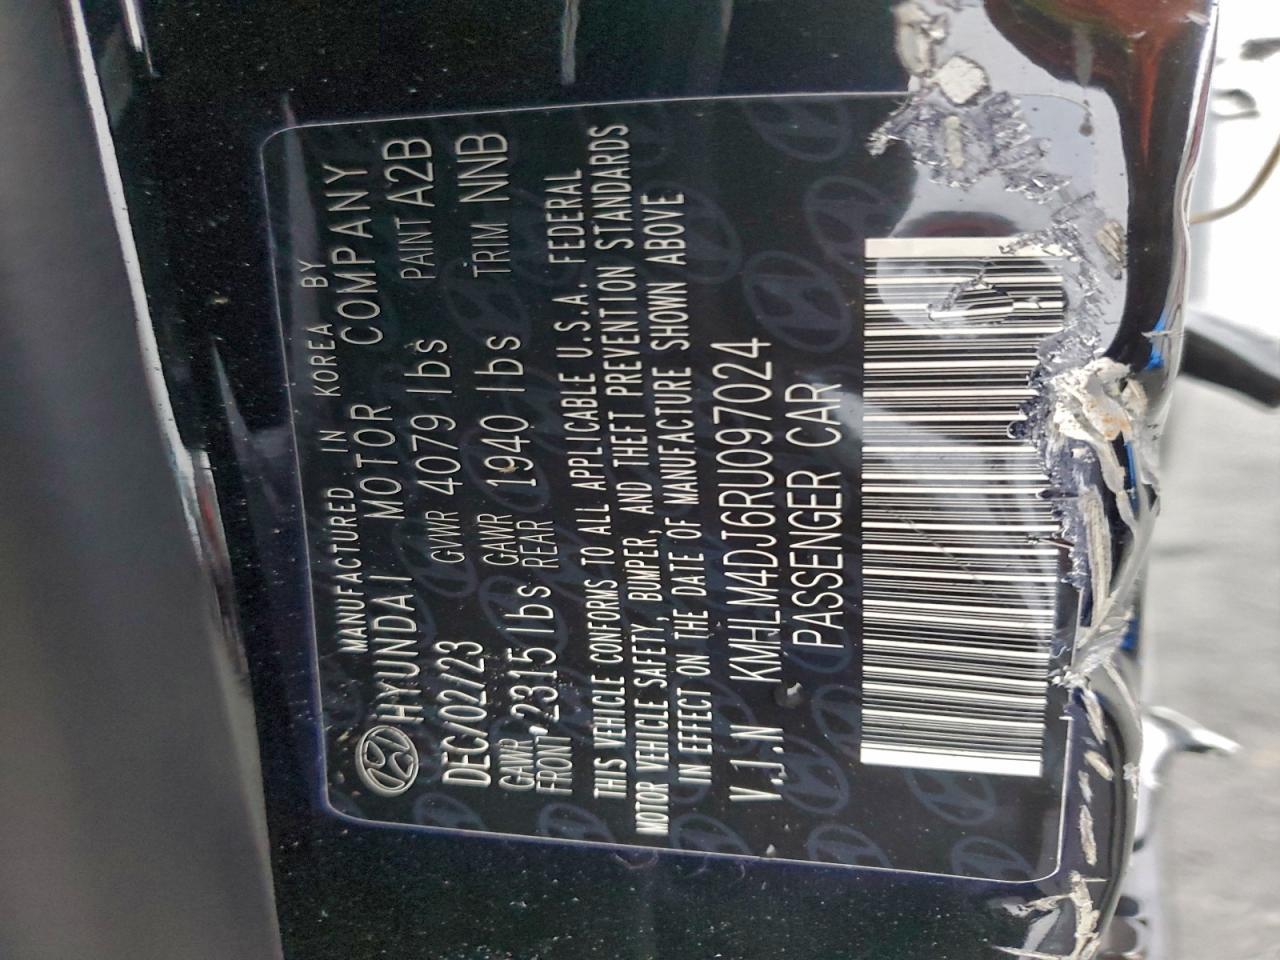 MANUFACTURED IN KOREA BY
HYUNDAI MOTOR COMPANY
DEC/02/23 GVWR 4079 lbs PAINT A2B
GAWR FRONT 2315 lbs GAWR REAR 1940 lbs TRIM NNB
THIS VEHICLE CONFORMS TO ALL APPLICABLE U.S.A. FEDERAL
MOTOR VEHICLE SAFETY, BUMPER, AND THEFT PREVENTION STANDARDS
IN EFFECT ON THE DATE OF MANUFACTURE SHOWN ABOVE
V.I.N KMHLM4DJ6RU097024
PASSENGER CAR